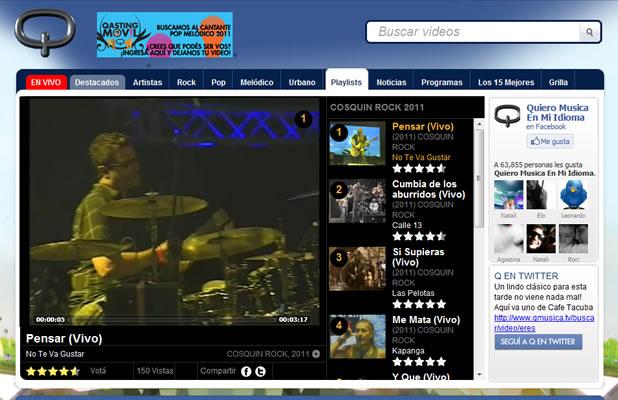 QASTING MOVIL 2011
BUSCAMOS AL CANTANTE
POP MELÓDICO 2011
¿CREES QUE PODÉS SER VOS?
¡INGRESA AQUÍ Y DEJANOS TU VIDEO!
Buscar videos
EN VIVO Destacados Artistas Rock Pop Melódico Urbano Playlists Noticias Programas Los 15 Mejores Grilla
1
00:00:05 00:03:17
Pensar (Vivo)
No Te Va Gustar COSQUIN ROCK, 2011
Votá 150 Vistas Compartir
COSQUIN ROCK 2011
1
Pensar (Vivo)
(2011) COSQUIN
ROCK
No Te Va Gustar
2
Cumbia de los
aburridos (Vivo)
(2011) COSQUIN
ROCK
Calle 13
3
Si Supieras
(Vivo)
(2011) COSQUIN
ROCK
Las Pelotas
4
Me Mata (Vivo)
(2011) COSQUIN
ROCK
Kapanga
Y Que (Vivo)
Quiero Musica
En Mi Idioma
en Facebook
Me gusta
A 63,855 personas les gusta
Quiero Musica En Mi Idioma.
Natali Elo Leonardo
Agostina Natali Roci
Q EN TWITTER
Un lindo clásico para esta
tarde no viene nada mal!
Aquí va uno de Cafe Tacuba
http://www.qmusica.tv/busca
r/video/eres
SEGUÍ A Q EN TWITTER